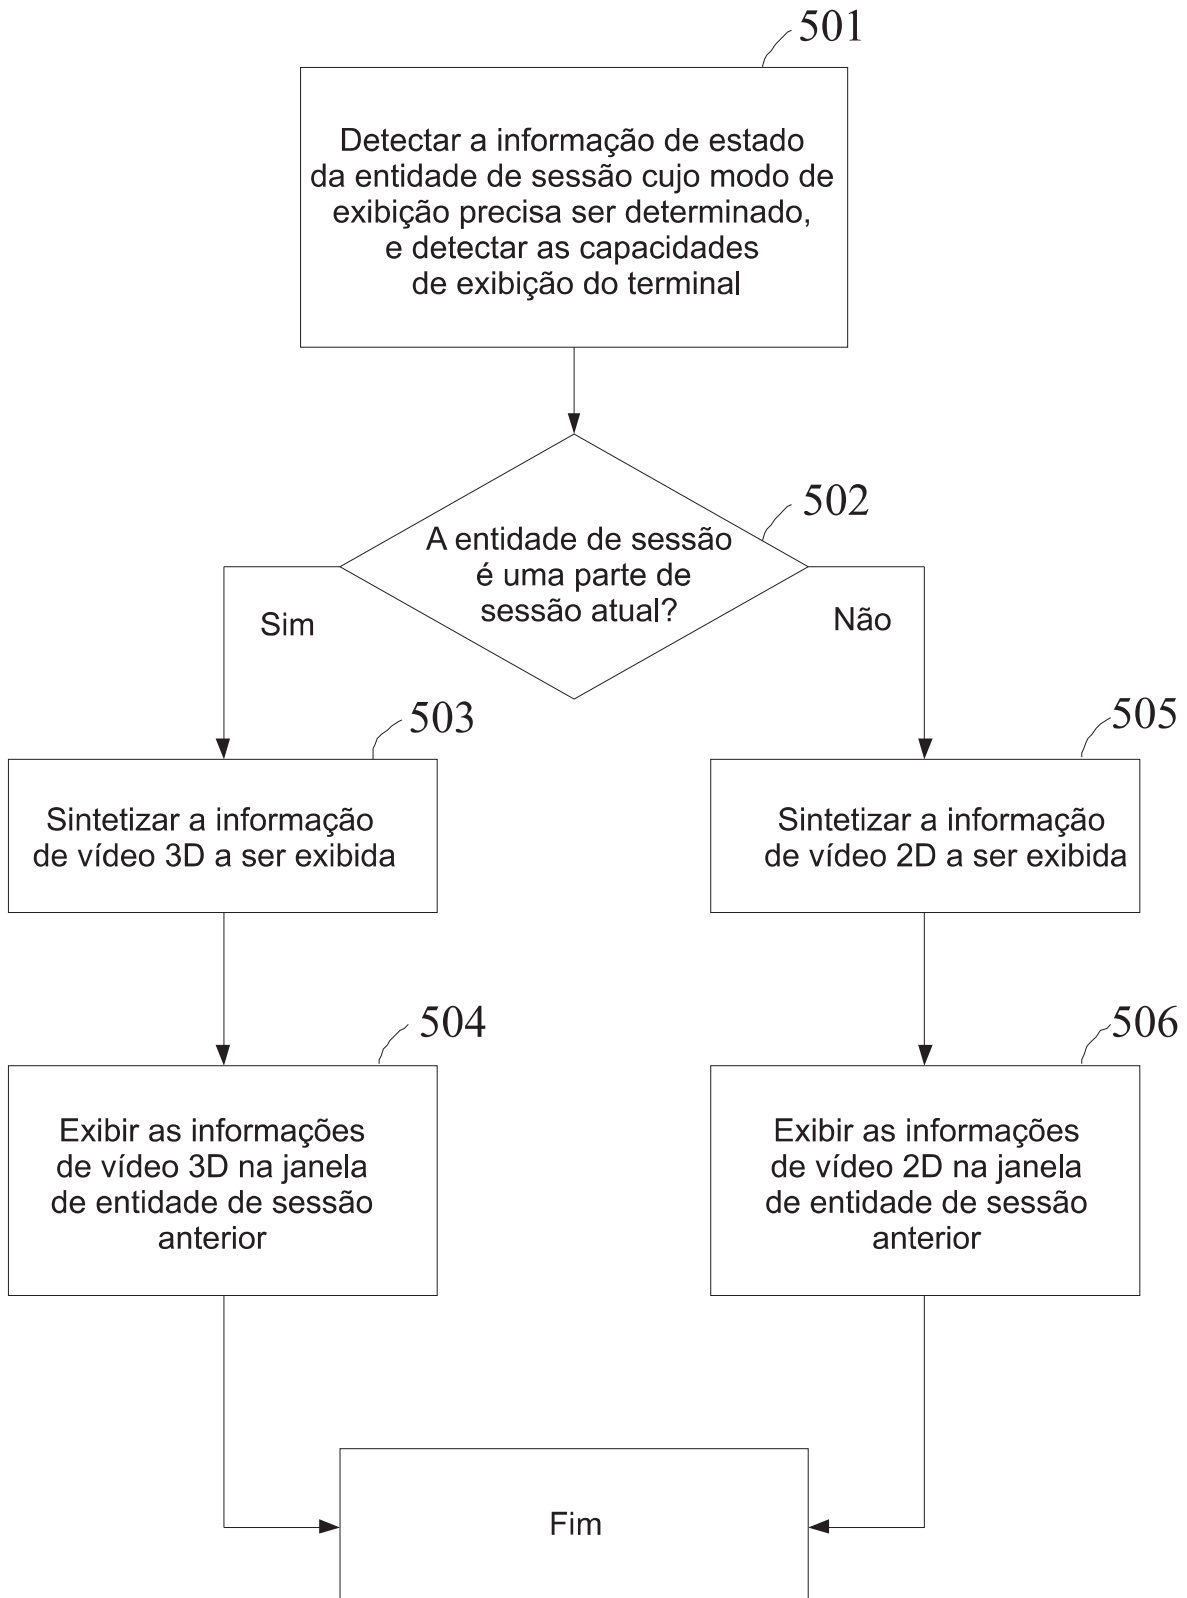 501
Detectar a informação de estado
da entidade de sessão cujo modo de
exibição precisa ser determinado,
e detectar as capacidades
de exibição do terminal
502
A entidade de sessão
é uma parte de
sessão atual?
Sim
Não
503
Sintetizar a informação
de vídeo 3D a ser exibida
505
Sintetizar a informação
de vídeo 2D a ser exibida
504
Exibir as informações
de vídeo 3D na janela
de entidade de sessão
anterior
506
Exibir as informações
de vídeo 2D na janela
de entidade de sessão
anterior
Fim